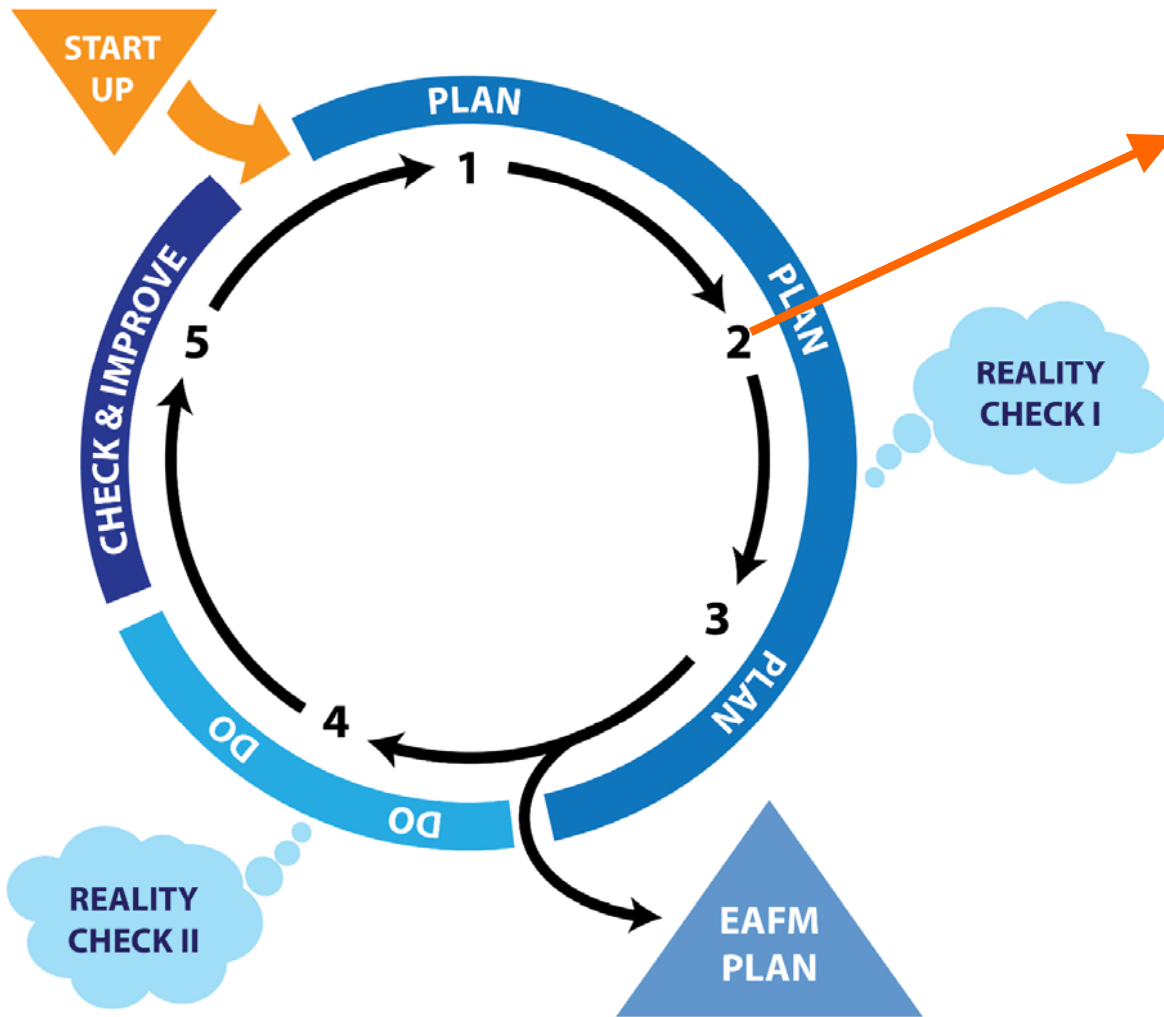 START
UP
PLAN
1
PLAN
2
REALITY
CHECK I
3
PLAN
4
DO
DO
5
CHECK & IMPROVE
REALITY
CHECK II
EAFM
PLAN